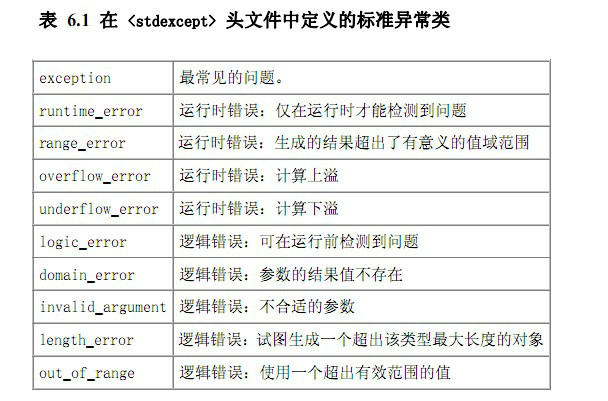 表 6.1 在 <stdexcept> 头文件中定义的标准异常类
exception 最常见的问题。
runtime_error 运行时错误：仅在运行时才能检测到问题
range_error 运行时错误：生成的结果超出了有意义的值域范围
overflow_error 运行时错误：计算上溢
underflow_error 运行时错误：计算下溢
logic_error 逻辑错误：可在运行前检测到问题
domain_error 逻辑错误：参数的结果值不存在
invalid_argument 逻辑错误：不合适的参数
length_error 逻辑错误：试图生成一个超出该类型最大长度的对象
out_of_range 逻辑错误：使用一个超出有效范围的值